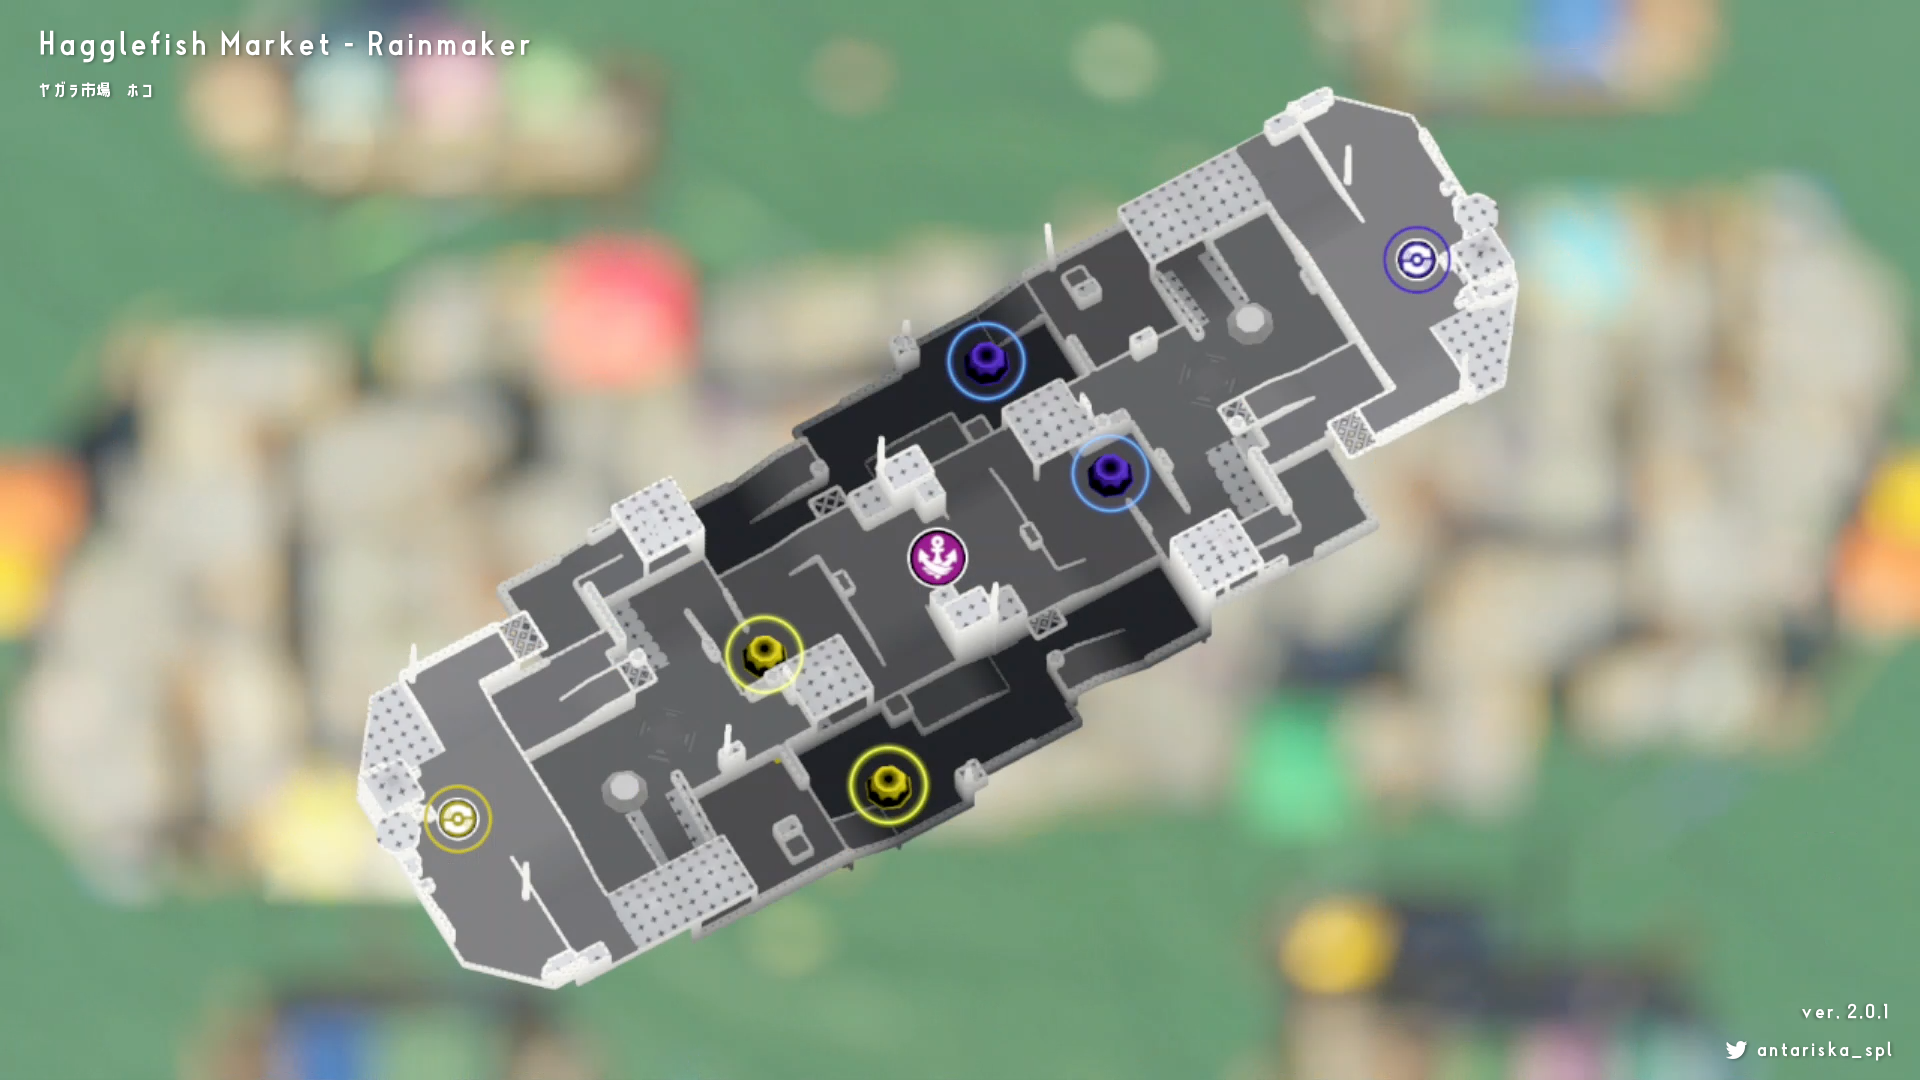 Hagglefish Market - Rainmaker
ヤガラ市場　ホコ
ver. 2.0.1
antariska_spl